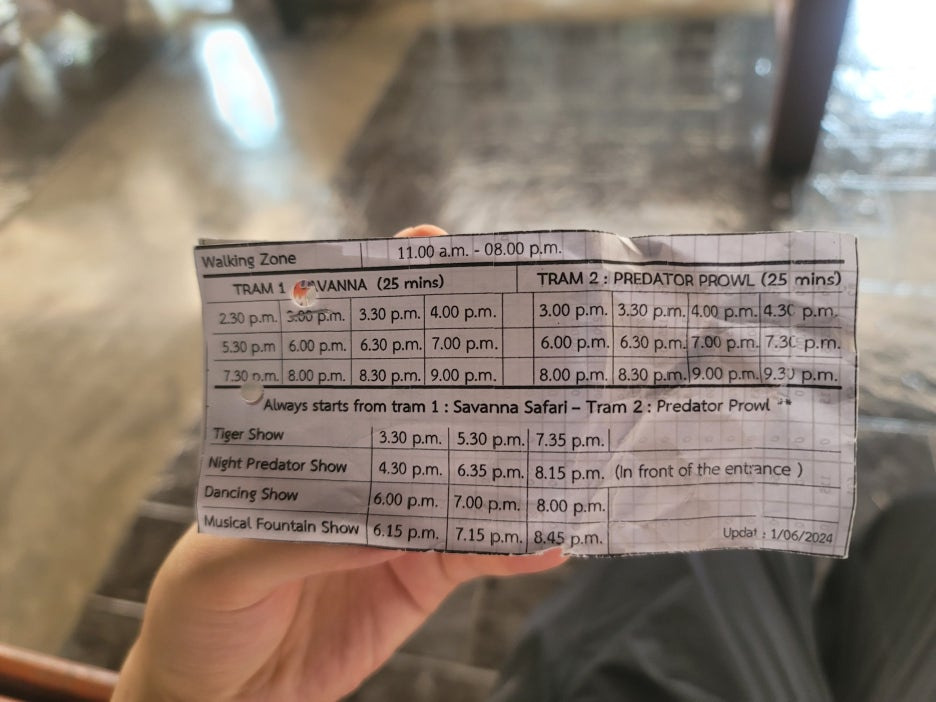 Walking Zone 11.00 a.m. - 08.00 p.m.
TRAM 1 VANNA (25 mins) TRAM 2 : PREDATOR PROWL (25 mins)
2.30 p.m. 3.00 p.m. 3.30 p.m. 4.00 p.m. 3.00 p.m. 3.30 p.m. 4.00 p.m. 4.30 p.m.
5.30 p.m 6.00 p.m. 6.30 p.m. 7.00 p.m. 6.00 p.m. 6.30 p.m. 7.00 p.m. 7.30 p.m.
7.30 p.m. 8.00 p.m. 8.30 p.m. 9.00 p.m. 8.00 p.m. 8.30 p.m. 9.00 p.m. 9.30 p.m.
Always starts from tram 1 : Savanna Safari – Tram 2 : Predator Prowl **
Tiger Show 3.30 p.m. 5.30 p.m. 7.35 p.m.
Night Predator Show 4.30 p.m. 6.35 p.m. 8.15 p.m. (In front of the entrance )
Dancing Show 6.00 p.m. 7.00 p.m. 8.00 p.m.
Musical Fountain Show 6.15 p.m. 7.15 p.m. 8.45 p.m. Updat : 1/06/2024